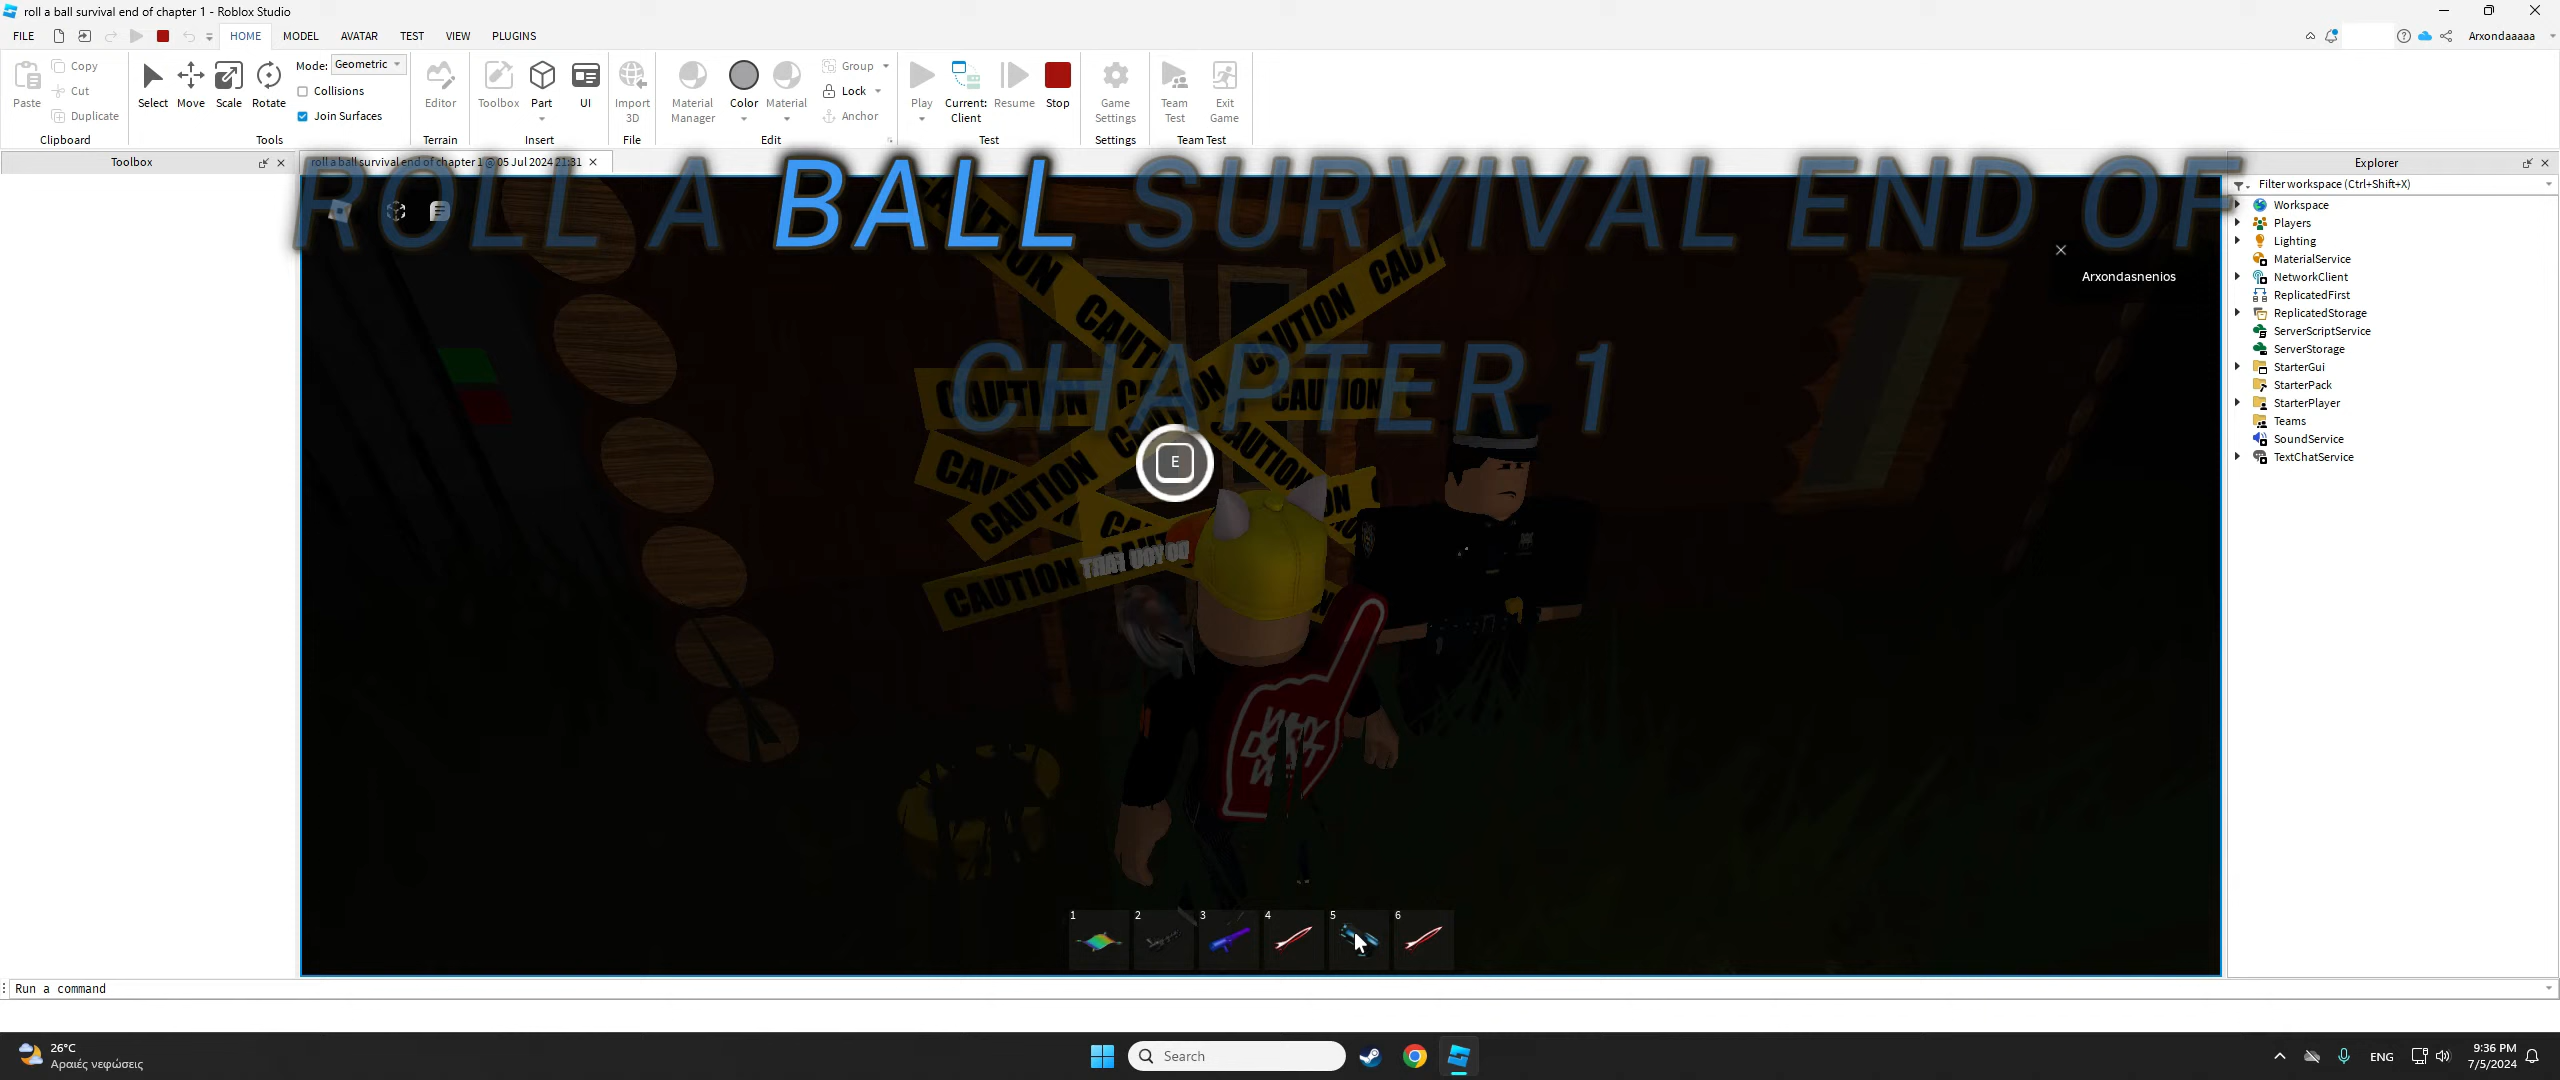 roll a ball survival end of chapter 1 - Roblox Studio
FILE HOME MODEL AVATAR TEST VIEW PLUGINS Arxondaaaaa
Paste Copy Cut Duplicate
Clipboard
Select Move Scale Rotate Mode: Geometric
Collisions
Join Surfaces
Tools
Editor
Terrain
Toolbox Part UI
Insert
Import 3D
File
Material Manager Color Material Group Lock Anchor
Edit
Play Current: Client Resume Stop
Test
Game Settings
Settings
Team Test Exit Game
Team Test
Toolbox
roll a ball survival end of chapter 1 @ 05 Jul 2024 21:31
Explorer
Filter workspace (Ctrl+Shift+X)
Workspace
Players
Lighting
MaterialService
NetworkClient
ReplicatedFirst
ReplicatedStorage
ServerScriptService
ServerStorage
StarterGui
StarterPack
StarterPlayer
Teams
SoundService
TextChatService
ROLL A BALL SURVIVAL END OF
CHAPTER 1
Arxondasnenios
CAUTION CAUTION CAUTION
CAUTION CAUTION CAUTION
CAUTION
CAUTION
CAUTION
E
1 2 3 4 5 6
Run a command
26°C
Αραιές νεφώσεις
Search
ENG
9:36 PM
7/5/2024